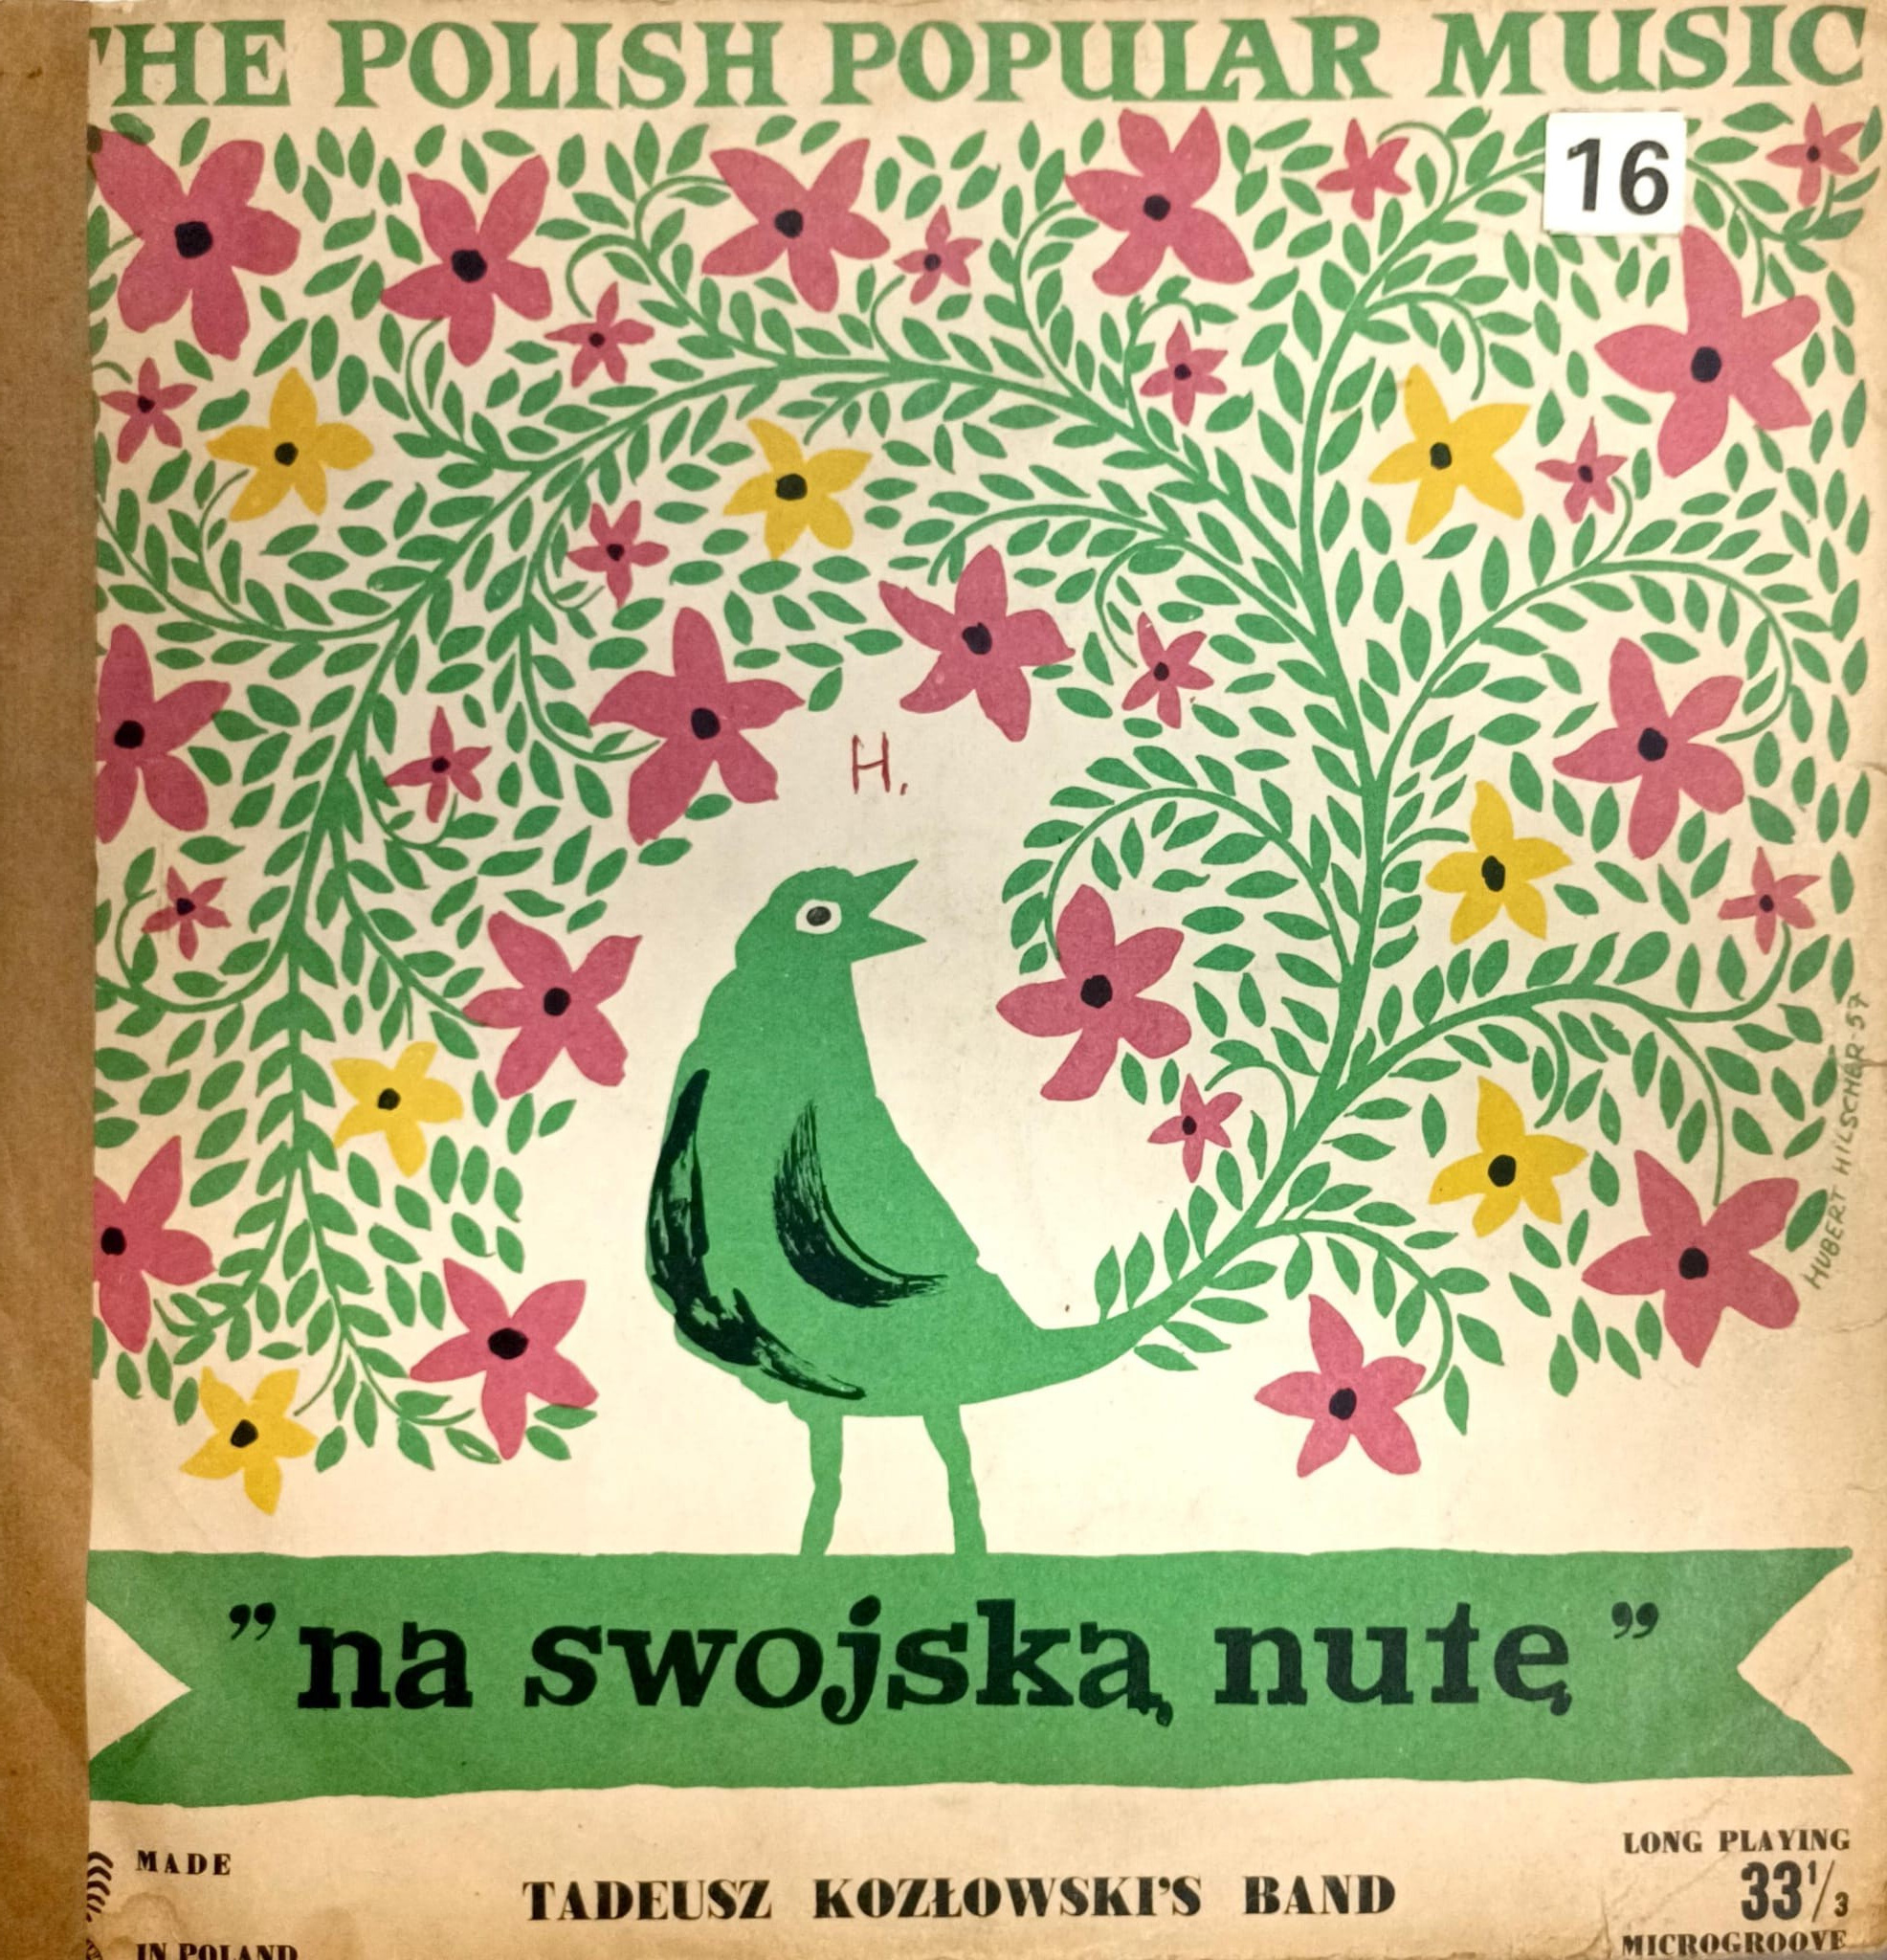 THE POLISH POPULAR MUSIC
16
H.
HUBERT HILSCHER-57
” na swojską nutę ”
MADE
IN POLAND
TADEUSZ KOZŁOWSKI'S BAND
LONG PLAYING
33 1/3
MICROGROOVE